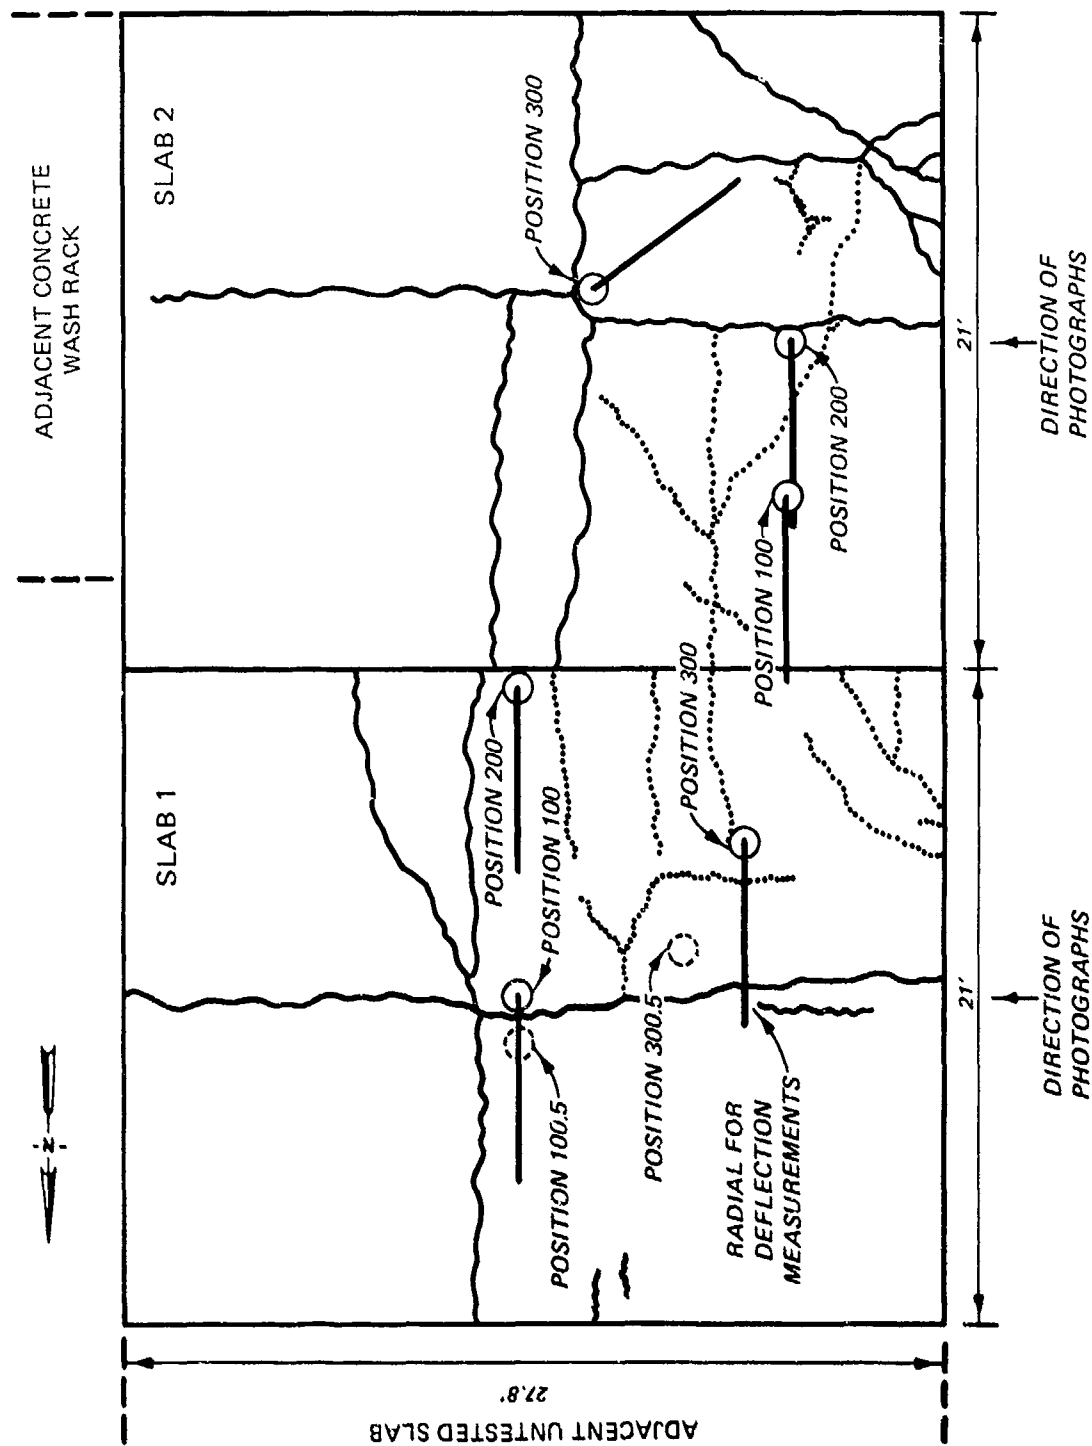 ADJACENT CONCRETE
WASH RACK
SLAB 2
POSITION 300
POSITION 200
POSITION 100
21'
DIRECTION OF
PHOTOGRAPHS
SLAB 1
POSITION 200
POSITION 100
POSITION 300
POSITION 100.5
POSITION 300.5
RADIAL FOR
DEFLECTION
MEASUREMENTS
21'
DIRECTION OF
PHOTOGRAPHS
N
27.8'
ADJACENT UNTESTED SLAB